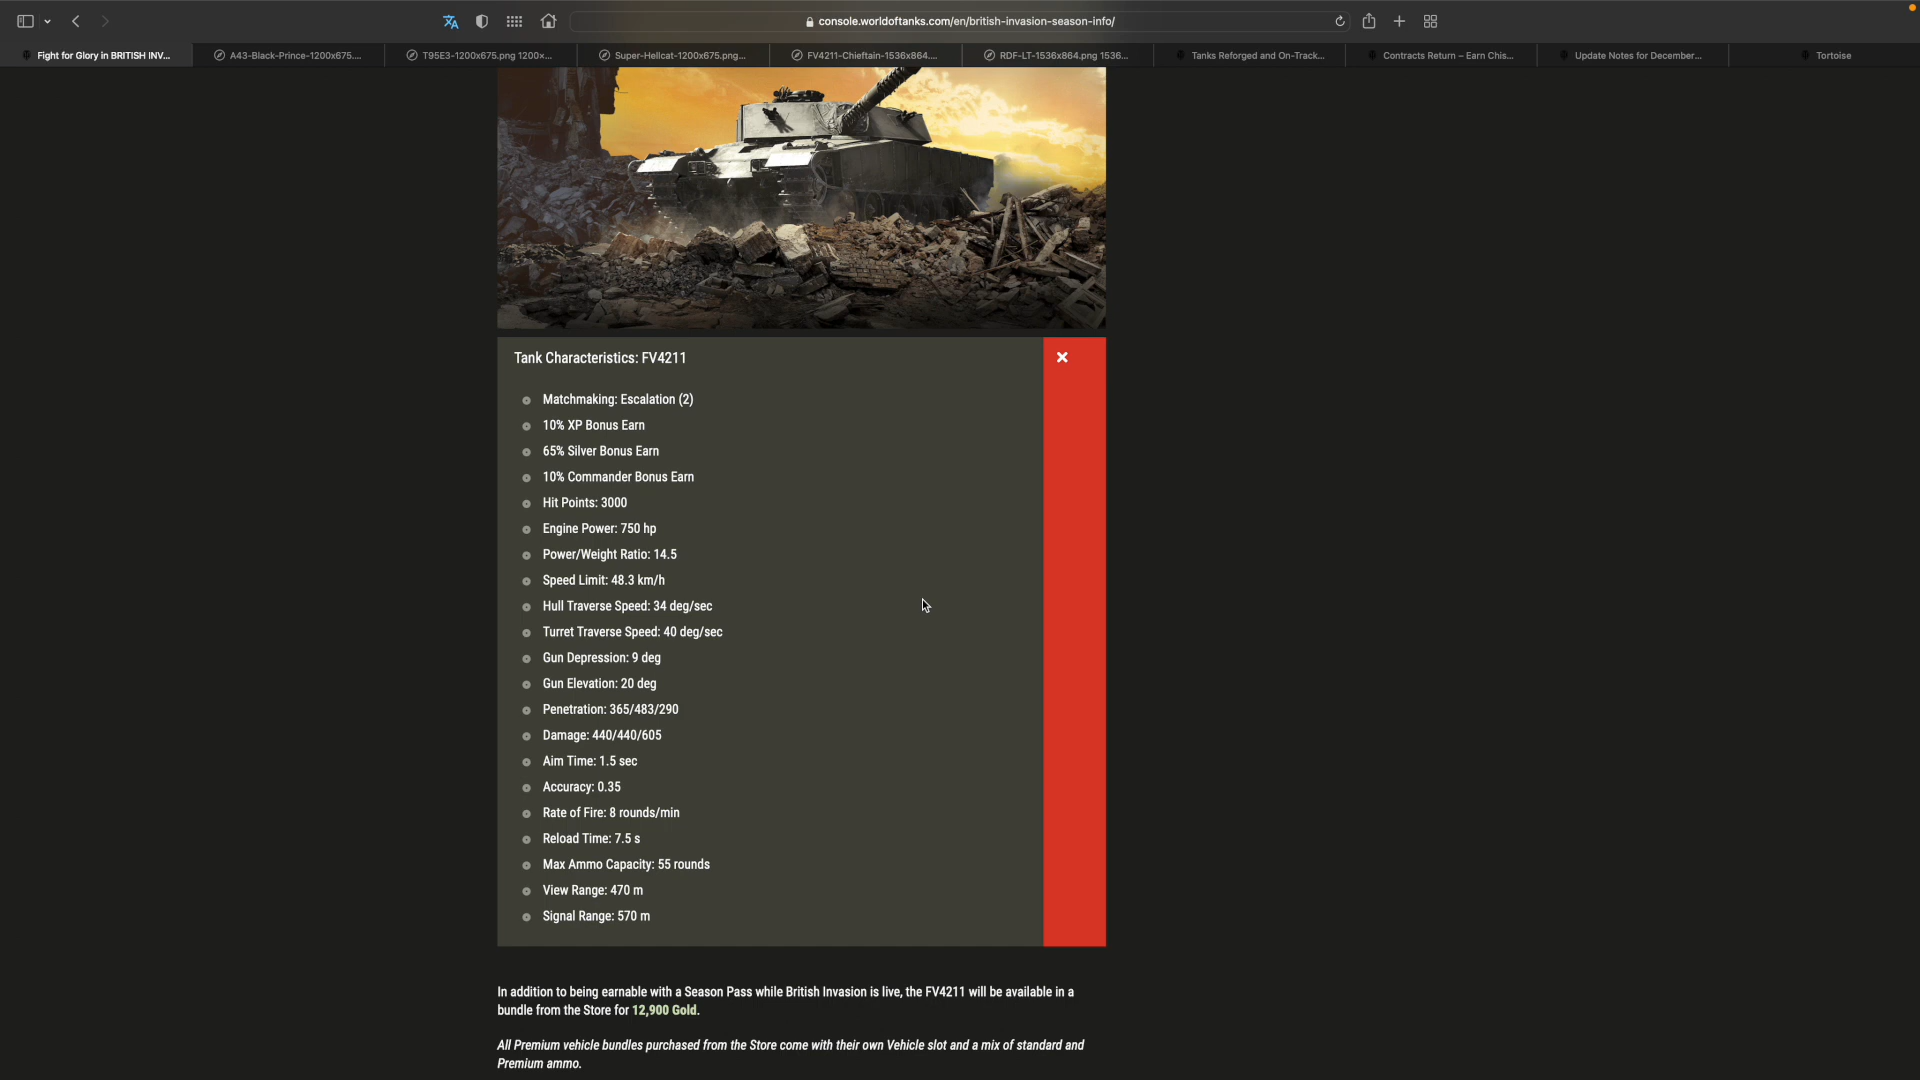 console.worldoftanks.com/en/british-invasion-season-info/
Fight for Glory in BRITISH INV...
A43-Black-Prince-1200x675....
T95E3-1200x675.png 1200×...
Super-Hellcat-1200x675.png...
FV4211-Chieftain-1536x864....
RDF-LT-1536x864.png 1536...
Tanks Reforged and On-Track...
Contracts Return – Earn Chis...
Update Notes for December...
Tortoise
Tank Characteristics: FV4211
Matchmaking: Escalation (2)
10% XP Bonus Earn
65% Silver Bonus Earn
10% Commander Bonus Earn
Hit Points: 3000
Engine Power: 750 hp
Power/Weight Ratio: 14.5
Speed Limit: 48.3 km/h
Hull Traverse Speed: 34 deg/sec
Turret Traverse Speed: 40 deg/sec
Gun Depression: 9 deg
Gun Elevation: 20 deg
Penetration: 365/483/290
Damage: 440/440/605
Aim Time: 1.5 sec
Accuracy: 0.35
Rate of Fire: 8 rounds/min
Reload Time: 7.5 s
Max Ammo Capacity: 55 rounds
View Range: 470 m
Signal Range: 570 m
In addition to being earnable with a Season Pass while British Invasion is live, the FV4211 will be available in a
bundle from the Store for 12,900 Gold.
All Premium vehicle bundles purchased from the Store come with their own Vehicle slot and a mix of standard and
Premium ammo.